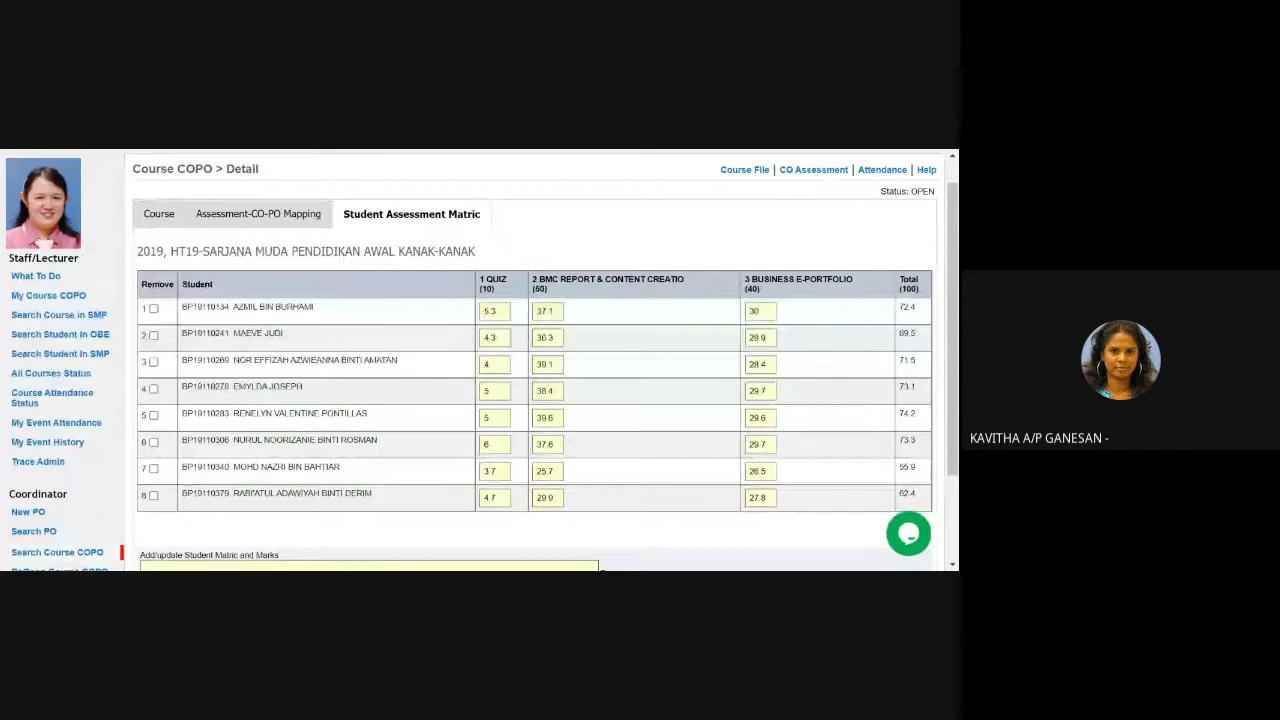 Course COPO > Detail
Course File | CO Assessment | Attendance | Help
Status: OPEN
Course Assessment-CO-PO Mapping Student Assessment Matric
2019, HT19-SARJANA MUDA PENDIDIKAN AWAL KANAK-KANAK
Remove Student 1 QUIZ (10) 2 BMC REPORT & CONTENT CREATIO (50) 3 BUSINESS E-PORTFOLIO (40) Total (100)
1 BP19110134 AZMIL BIN BURHAMI 5.3 37.1 30 72.4
2 BP19110241 MAEVE JUDI 4.3 36.3 28.9 69.5
3 BP19110269 NOR EFFIZAH AZWIEANNA BINTI AMATAN 4 39.1 28.4 71.5
4 BP19110278 EMYLDA JOSEPH 5 38.4 29.7 73.1
5 BP19110283 RENELYN VALENTINE PONTILLAS 5 39.6 29.6 74.2
6 BP19110306 NURUL NOORIZANIE BINTI ROSMAN 6 37.6 29.7 73.3
7 BP19110340 MOHD NAZRI BIN BAHTIAR 3.7 25.7 26.5 55.9
8 BP19110379 RABI'ATUL ADAWIYAH BINTI DERIM 4.7 29.9 27.8 62.4
Add/update Student Matric and Marks
Staff/Lecturer
What To Do
My Course COPO
Search Course in SMP
Search Student in OBE
Search Student in SMP
All Courses Status
Course Attendance
Status
My Event Attendance
My Event History
Trace Admin
Coordinator
New PO
Search PO
Search Course COPO
KAVITHA A/P GANESAN -